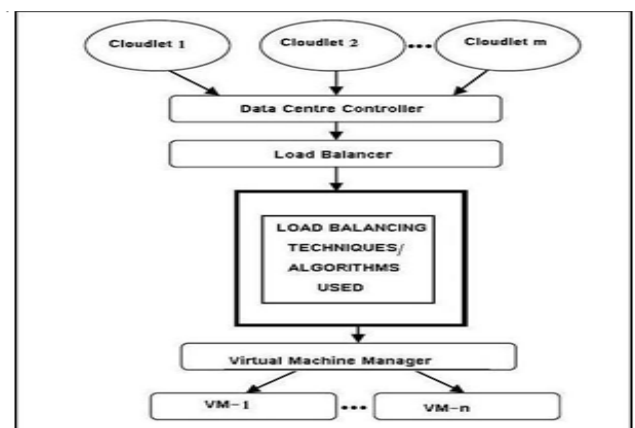 Cloudlet 1
Cloudlet 2
...
Cloudlet m
Data Centre Controller
Load Balancer
LOAD BALANCING
TECHNIQUES/
ALGORITHMS
USED
Virtual Machine Manager
VM-1
...
VM-n